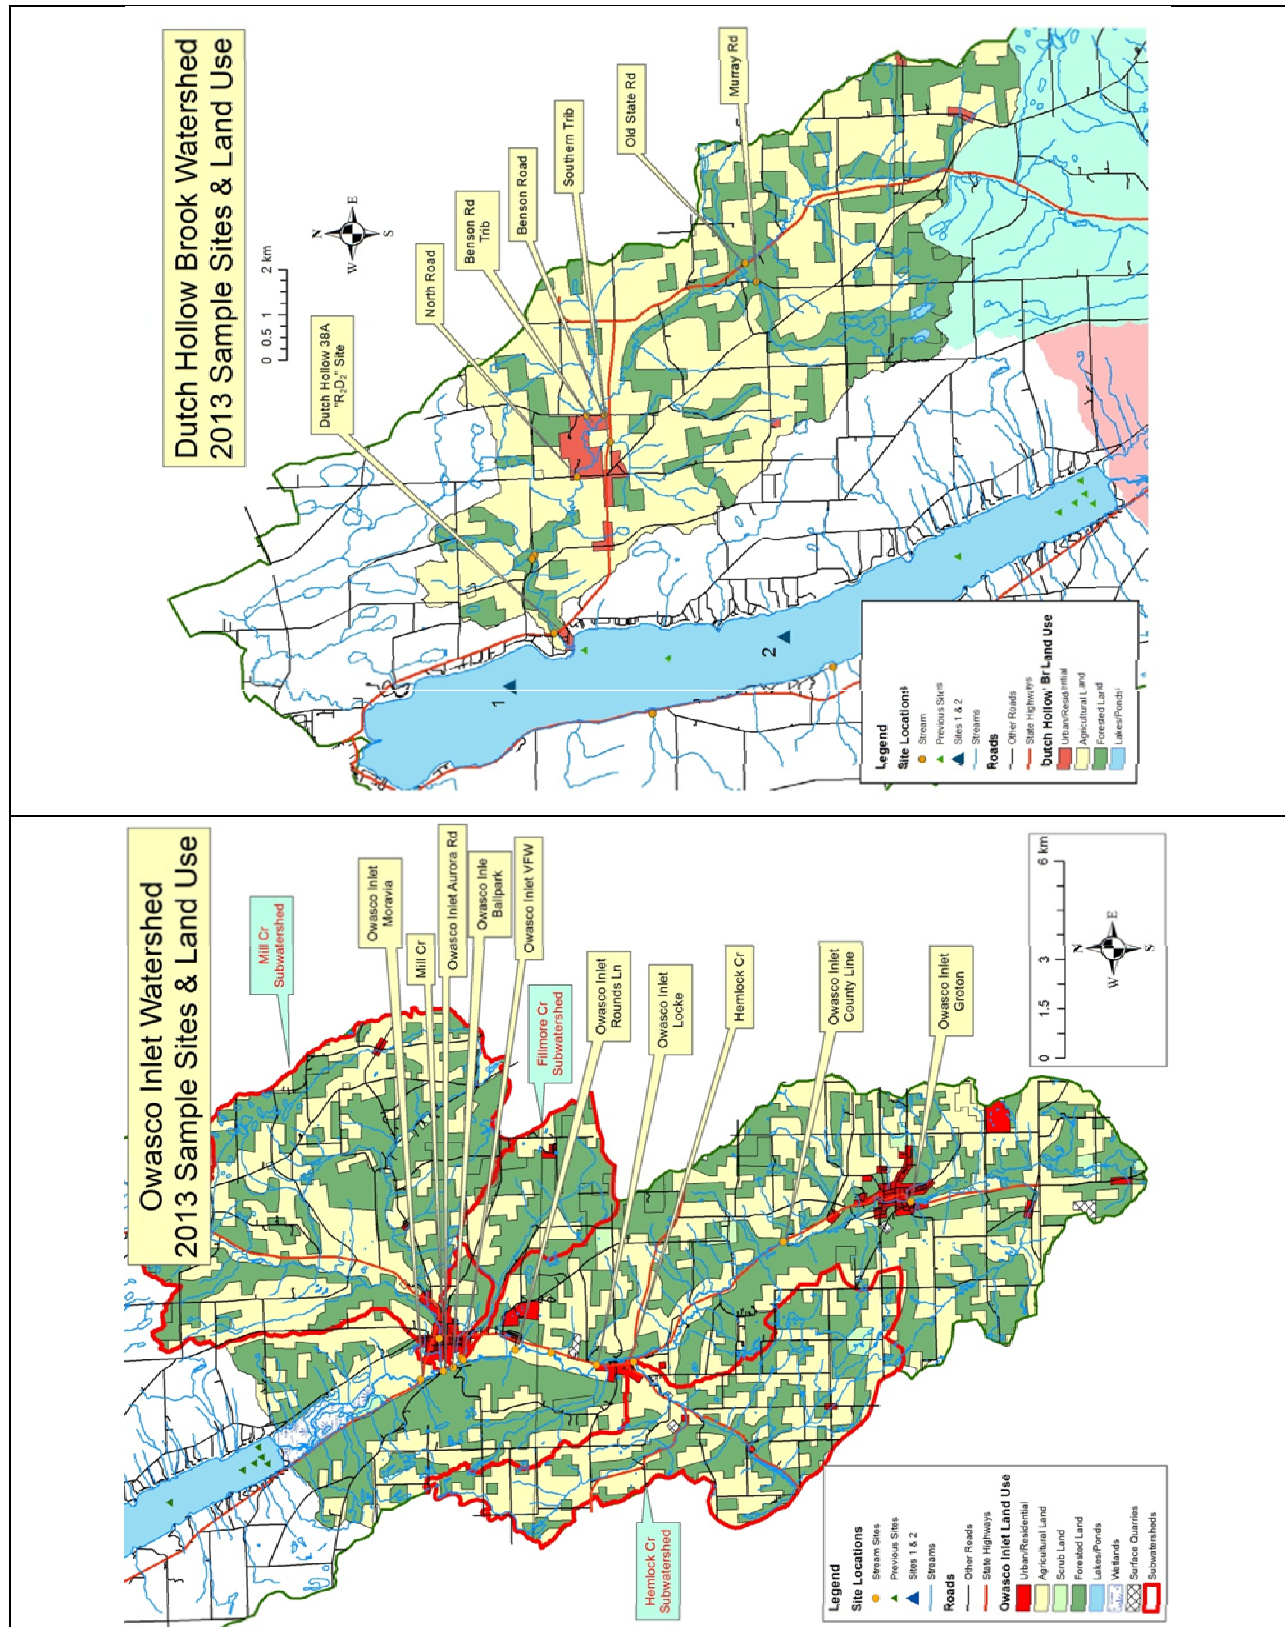 Dutch Hollow Brook Watershed
2013 Sample Sites & Land Use
0 0.5 1 2 km
N
W E
S
Dutch Hollow 38A
"R₂D₂" Site
North Road
Benson Rd
Trib
Benson Road
Southern Trib
Old State Rd
Murray Rd
1
2
Legend
Site Locations
Stream
Previous Sites
Sites 1 & 2
Streams
Roads
Other Roads
State Highways
Dutch Hollow Br Land Use
Urban/Residential
Agricultural Land
Forested Land
Lakes/Ponds
Owasco Inlet Watershed
2013 Sample Sites & Land Use
Mill Cr
Subwatershed
Owasco Inlet
Moravia
Mill Cr
Owasco Inlet Aurora Rd
Owasco Inle
Ballpark
Owasco Inlet VFW
Fillmore Cr
Subwatershed
Owasco Inlet
Rounds Ln
Owasco Inlet
Locke
Hemlock Cr
Owasco Inlet
County Line
Owasco Inlet
Groton
Hemlock Cr
Subwatershed
0 1.5 3 6 km
N
W E
S
Legend
Site Locations
Stream Sites
Previous Sites
Sites 1 & 2
Streams
Roads
Other Roads
State Highways
Owasco Inlet Land Use
Urban/Residential
Agricultural Land
Scrub Land
Forested Land
Lakes/Ponds
Wetlands
Surface Quarries
Subwatersheds